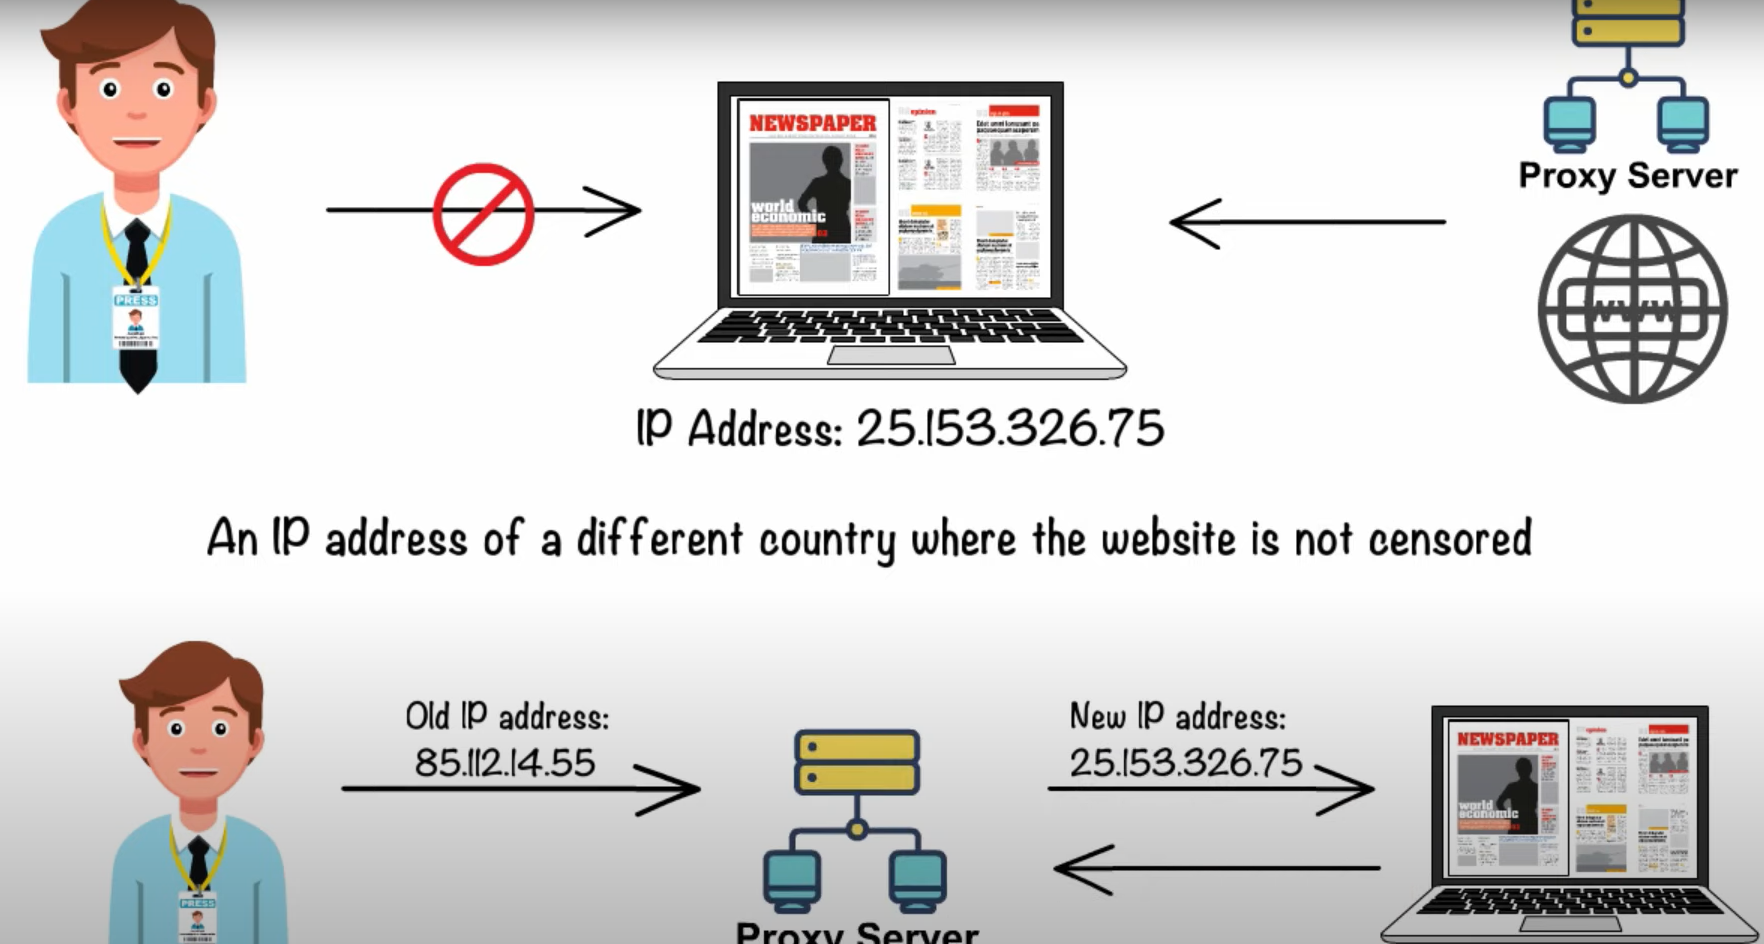 NEWSPAPER
opinion
world
economic
PRESS
Proxy Server
WWW
IP Address: 25.153.326.75
An IP address of a different country where the website is not censored
Old IP address:
85.112.14.55
New IP address:
25.153.326.75
NEWSPAPER
opinion
world
economic
PRESS
Proxy Server